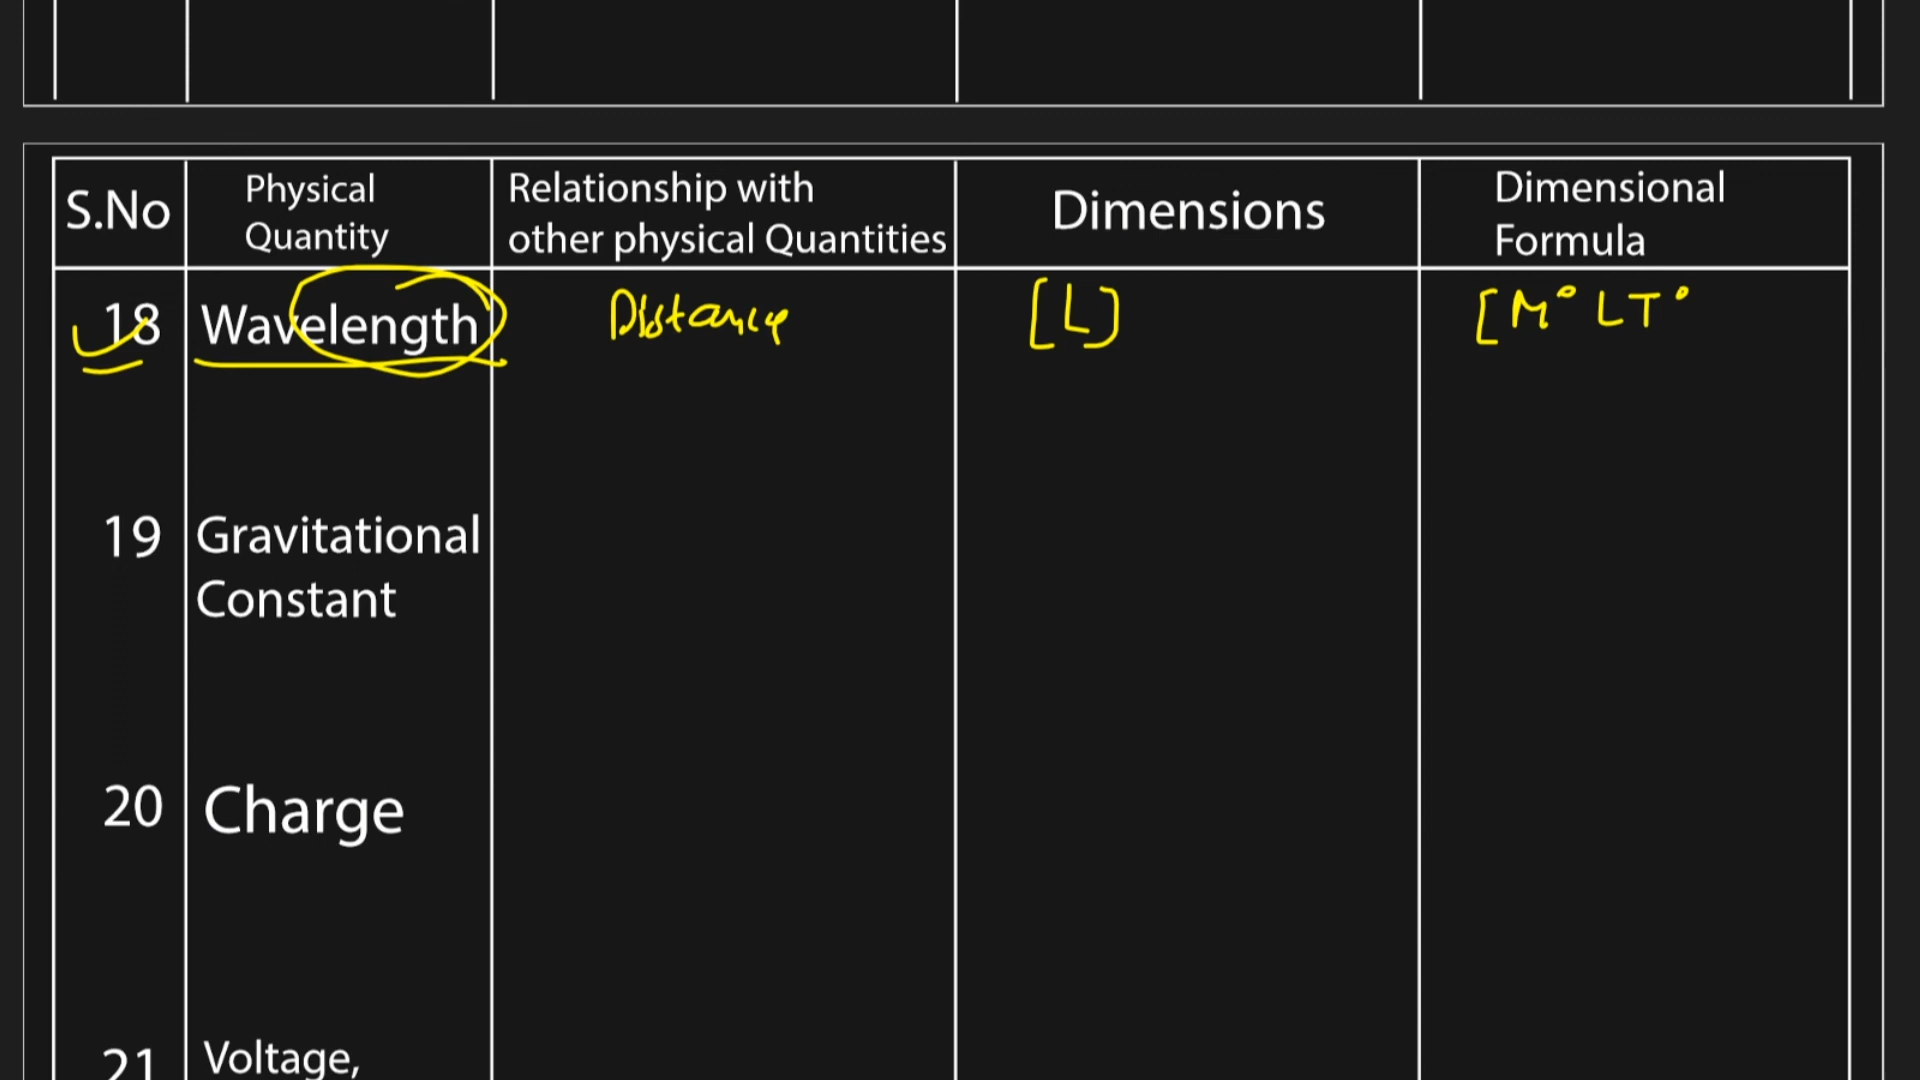 S.No
Physical
Quantity
Relationship with
other physical Quantities
Dimensions
Dimensional
Formula
18
Wavelength
Distance
[L]
[M° L T°
19
Gravitational
Constant
20
Charge
21
Voltage,